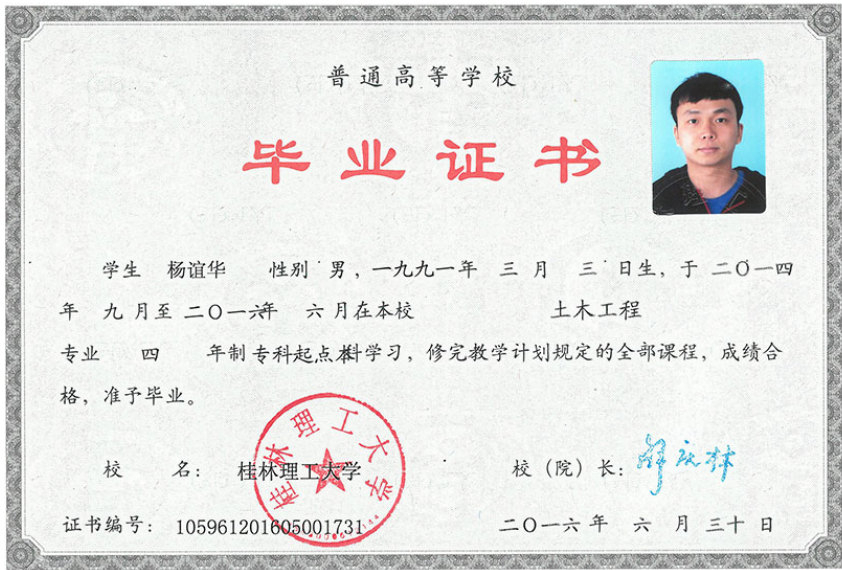 普通高等学校
毕业证书
学生 杨谊华 性别 男，一九九一年 三 月 三 日生，于 二〇一四
年 九 月至 二〇一六年 六 月在本校 土木工程
专业 四 年制 专科起点本科学习，修完教学计划规定的全部课程，成绩合
格，准予毕业。
桂林理工大学
校 名： 桂林理工大学 校（院）长：
证书编号： 105961201605001731 二〇一六 年 六 月 三十 日